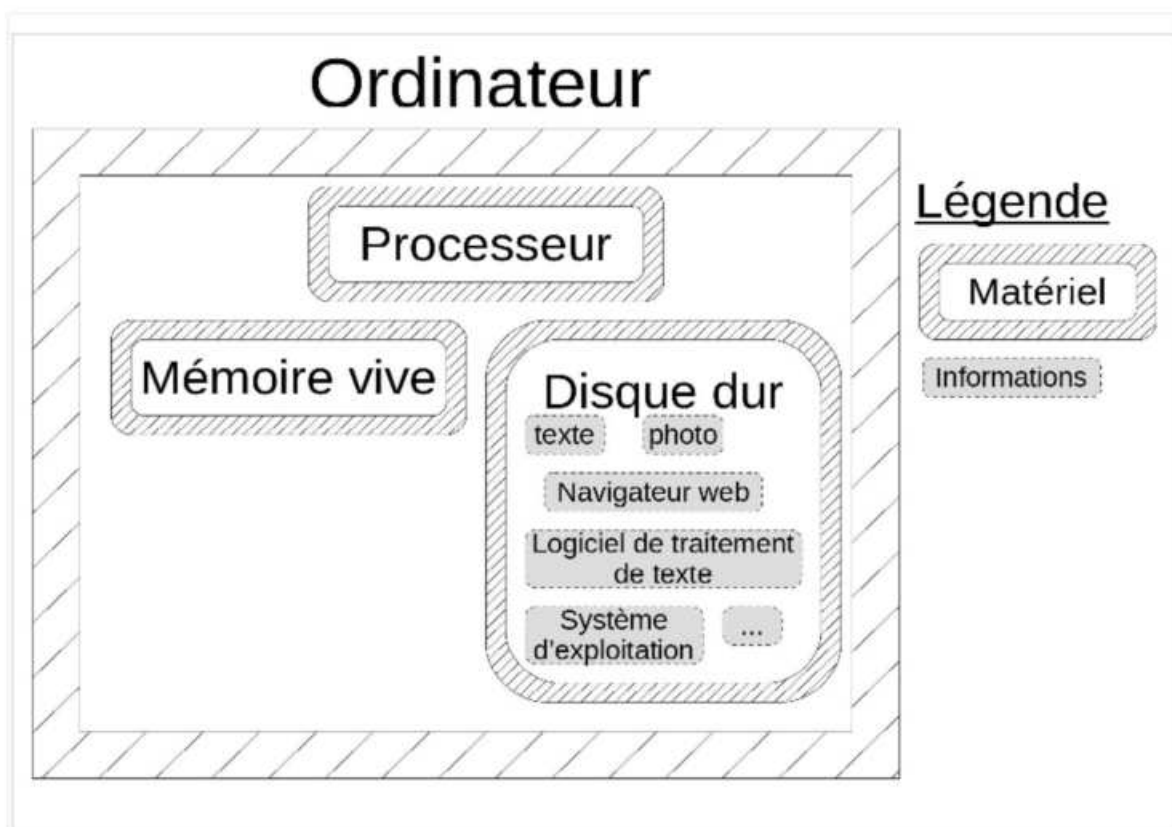 Ordinateur
Processeur
Mémoire vive
Disque dur
texte
photo
Navigateur web
Logiciel de traitement
de texte
Système
d'exploitation
...
Légende
Matériel
Informations